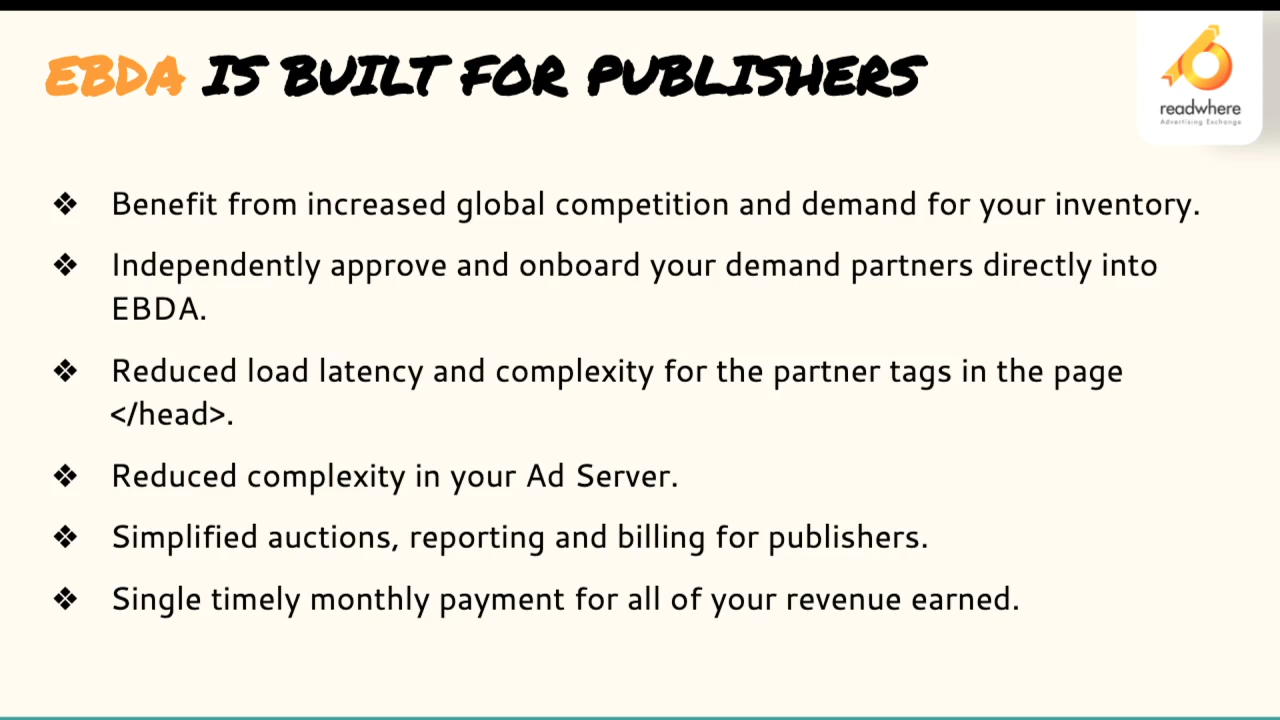 EBDA IS BUILT FOR PUBLISHERS
readwhere
Advertising Exchange
❖ Benefit from increased global competition and demand for your inventory.
❖ Independently approve and onboard your demand partners directly into
EBDA.
❖ Reduced load latency and complexity for the partner tags in the page
</head>.
❖ Reduced complexity in your Ad Server.
❖ Simplified auctions, reporting and billing for publishers.
❖ Single timely monthly payment for all of your revenue earned.